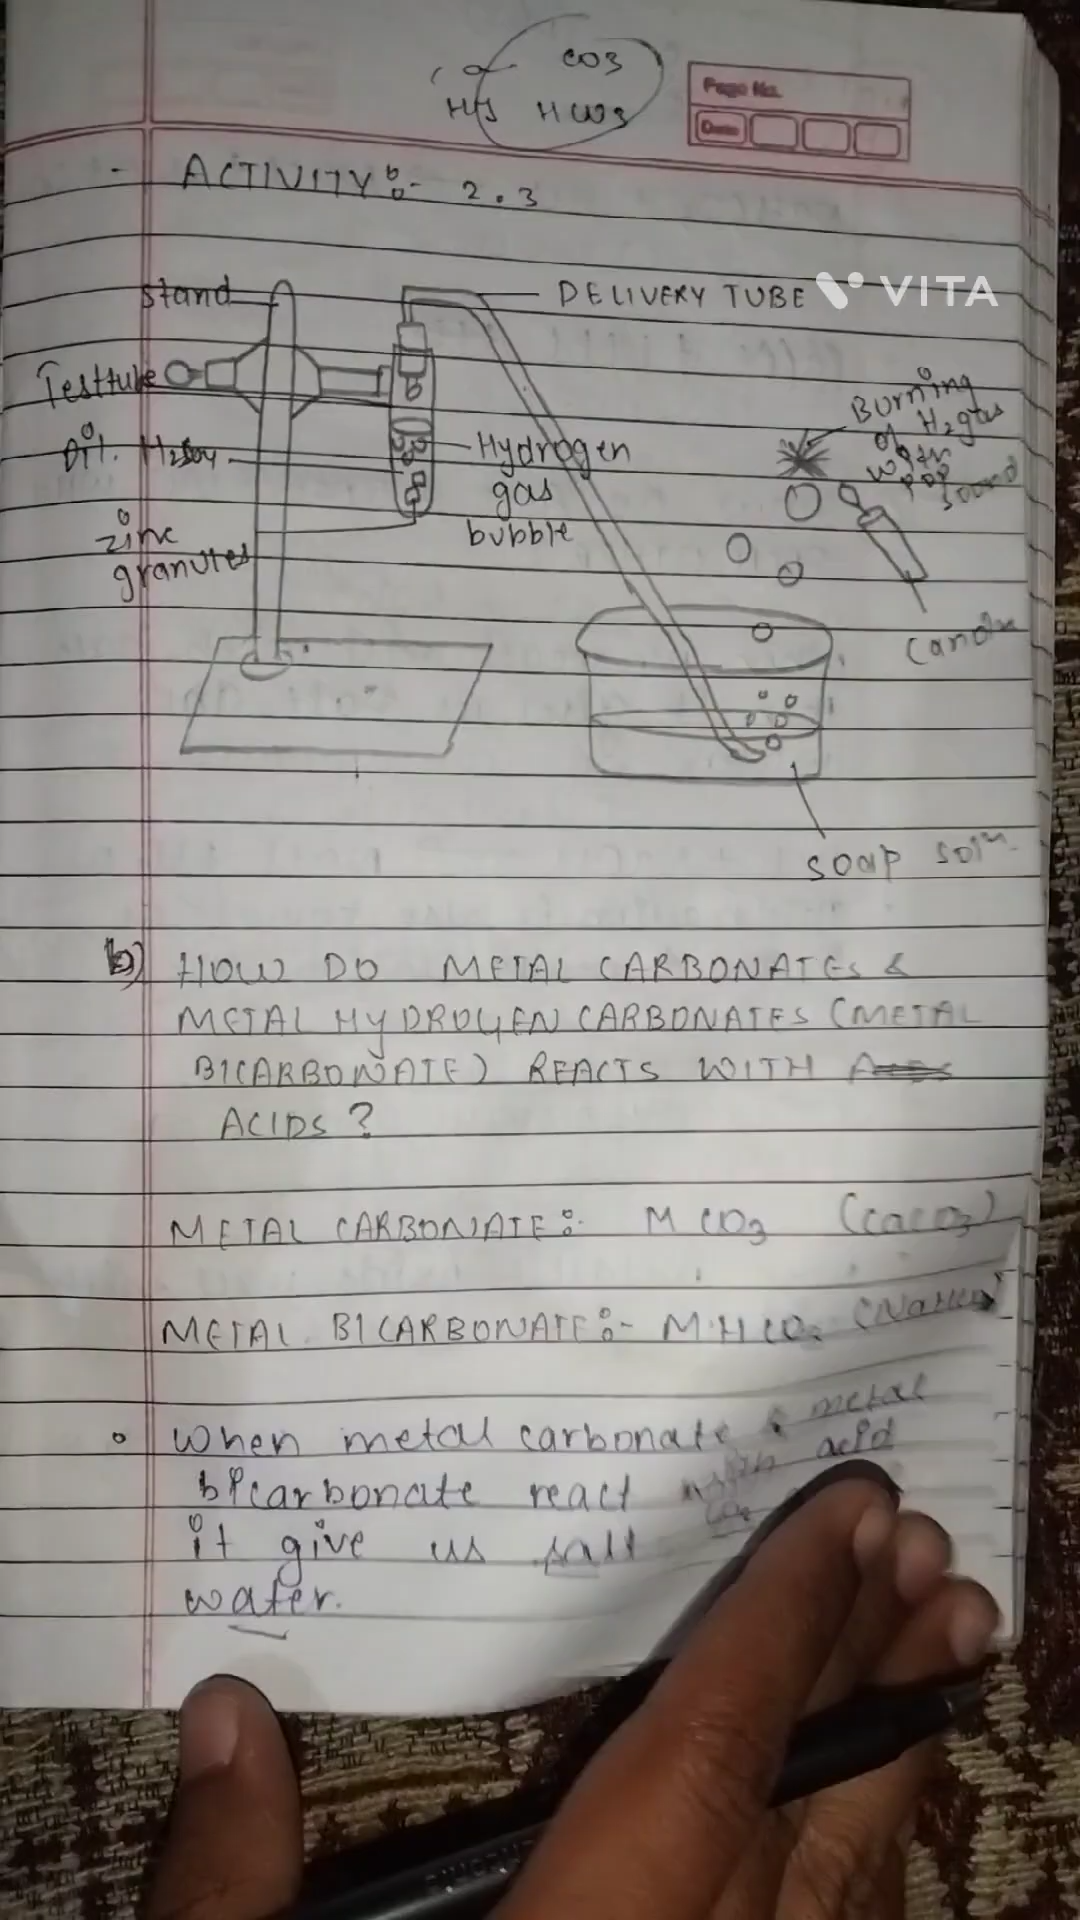 CO3
HCO3
Page No.
Date
ACTIVITY:- 2.3
stand
DELIVERY TUBE
VITA
Testtube
Dil. H2SO4
Hydrogen
gas
bubble
zinc
granules
Burning
of H2 gas
with
pop
sound
Candle
soap soln.
b) HOW DO METAL CARBONATES &
METAL HYDROGEN CARBONATES (METAL
BICARBONATE) REACTS WITH
ACIDS?
METAL CARBONATE:- MCO3 (CaCO3)
METAL BICARBONATE:- MHCO3
When metal carbonate & metal
bicarbonate react with acid
it give us salt CO2
water.